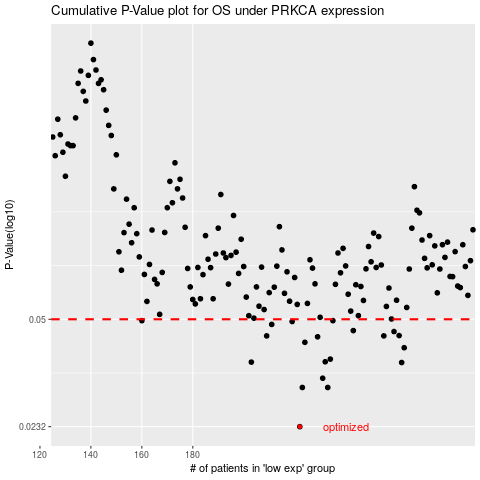 Cumulative P-Value plot for OS under PRKCA expression
P-Value(log10)
0.05
0.0232
optimized
120 140 160 180
# of patients in 'low exp' group